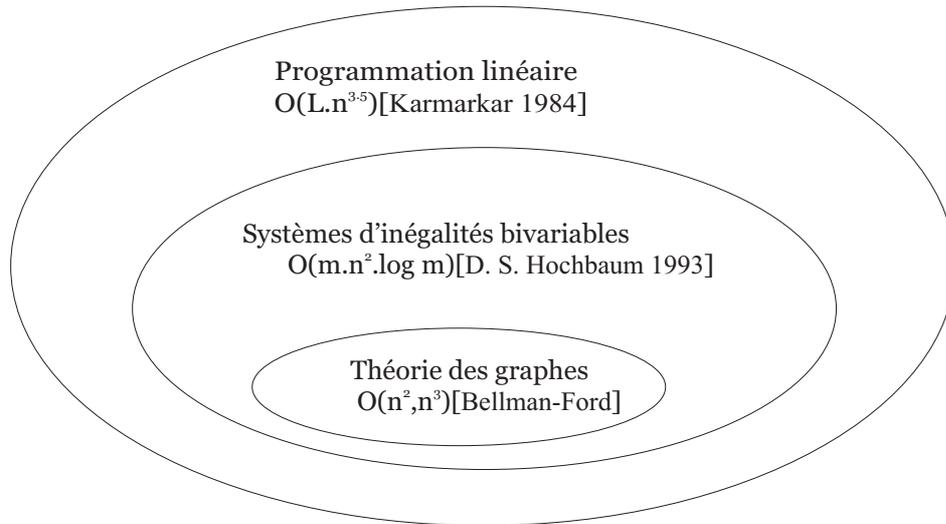 Programmation linéaire
O(L.n³·⁵)[Karmarkar 1984]
Systèmes d’inégalités bivariables
O(m.n².log m)[D. S. Hochbaum 1993]
Théorie des graphes
O(n²,n³)[Bellman-Ford]